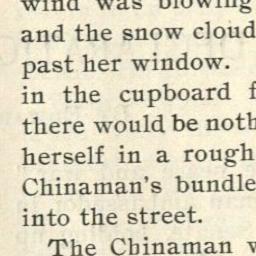 wind was blowing
and the snow cloud
past her window.
in the cupboard f
there would be noth
herself in a rough
Chinaman's bundle
into the street.
The Chinaman w